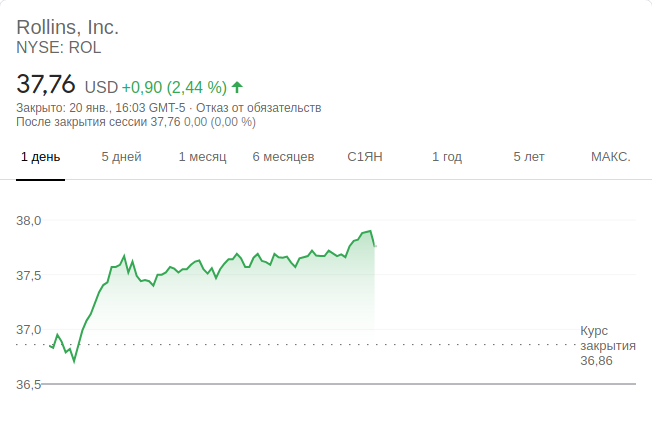 Rollins, Inc.
NYSE: ROL
37,76 USD +0,90 (2,44 %)
Закрыто: 20 янв., 16:03 GMT-5 · Отказ от обязательств
После закрытия сессии 37,76 0,00 (0,00 %)
1 день 5 дней 1 месяц 6 месяцев С1ЯН 1 год 5 лет МАКС.
38,0
37,5
37,0
36,5
Курс
закрытия
36,86